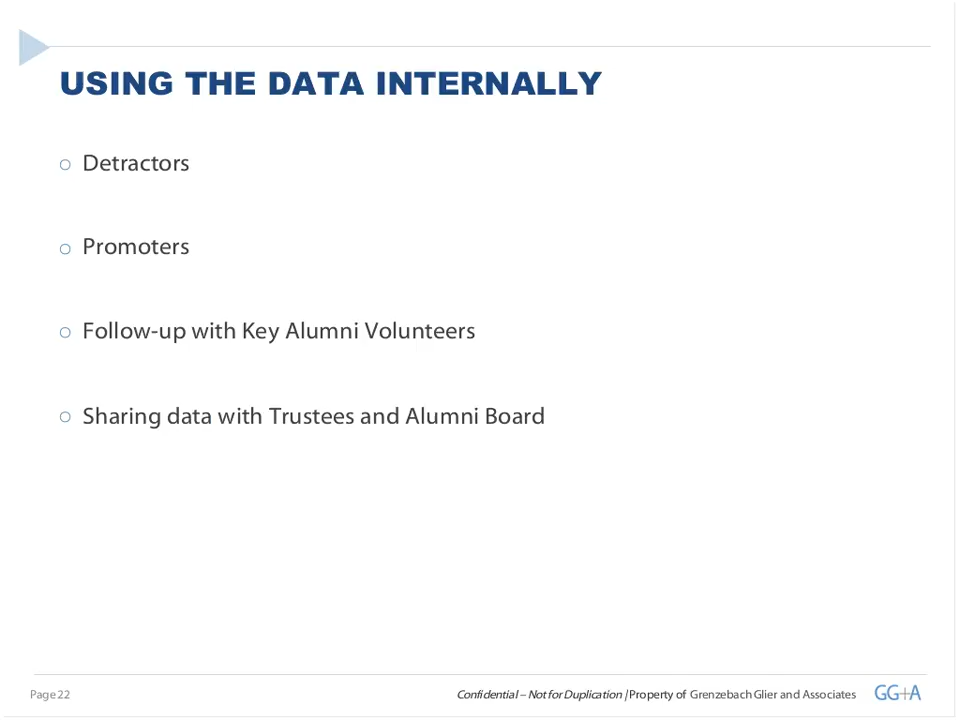 USING THE DATA INTERNALLY
○ Detractors
○ Promoters
○ Follow-up with Key Alumni Volunteers
○ Sharing data with Trustees and Alumni Board
Page 22
Confidential – Not for Duplication | Property of Grenzebach Glier and Associates
GG+A